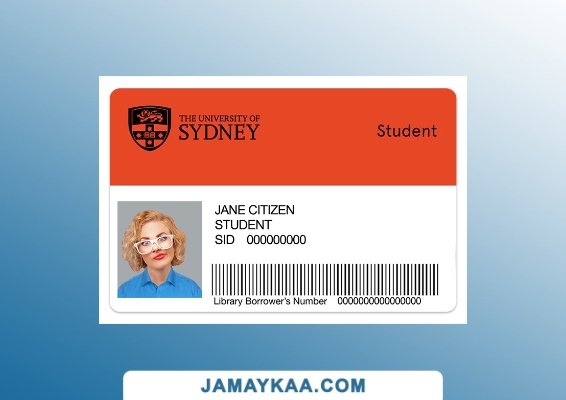 THE UNIVERSITY OF
SYDNEY
Student
JANE CITIZEN
STUDENT
SID 000000000
Library Borrower's Number 0000000000000000
JAMAYKAA.COM